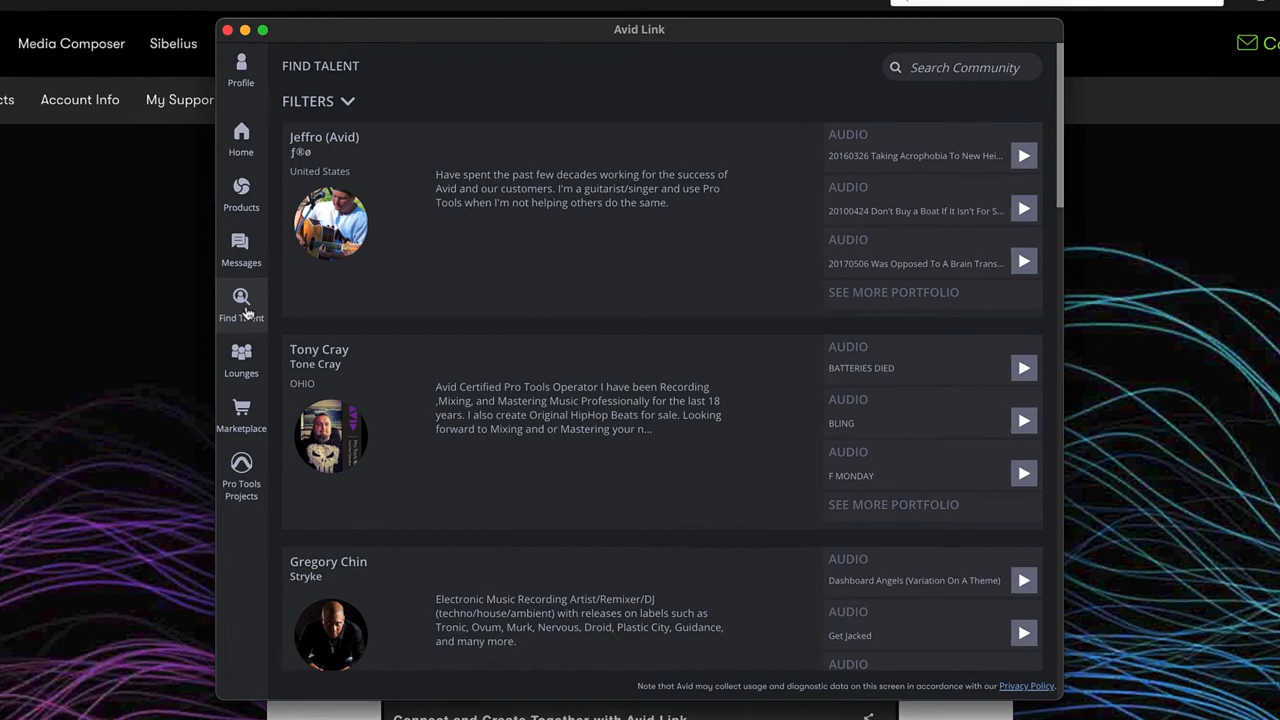 Media Composer
Sibelius
cts
Account Info
My Suppor
Avid Link
Profile
Home
Products
Messages
Find Talent
Lounges
Marketplace
Pro Tools
Projects
FIND TALENT
Search Community
FILTERS
Jeffro (Avid)
ƒ®ø
United States
Have spent the past few decades working for the success of
Avid and our customers. I'm a guitarist/singer and use Pro
Tools when I'm not helping others do the same.
AUDIO
20160326 Taking Acrophobia To New Hei...
AUDIO
20100424 Don't Buy a Boat If It Isn't For S...
AUDIO
20170506 Was Opposed To A Brain Trans...
SEE MORE PORTFOLIO
Tony Cray
Tone Cray
OHIO
Avid Certified Pro Tools Operator I have been Recording
,Mixing, and Mastering Music Professionally for the last 18
years. I also create Original HipHop Beats for sale. Looking
forward to Mixing and or Mastering your n...
AUDIO
BATTERIES DIED
AUDIO
BLING
AUDIO
F MONDAY
SEE MORE PORTFOLIO
Gregory Chin
Stryke
Electronic Music Recording Artist/Remixer/DJ
(techno/house/ambient) with releases on labels such as
Tronic, Ovum, Murk, Nervous, Droid, Plastic City, Guidance,
and many more.
AUDIO
Dashboard Angels (Variation On A Theme)
AUDIO
Get Jacked
AUDIO
Note that Avid may collect usage and diagnostic data on this screen in accordance with our Privacy Policy.
Connect and Create Together with Avid Link